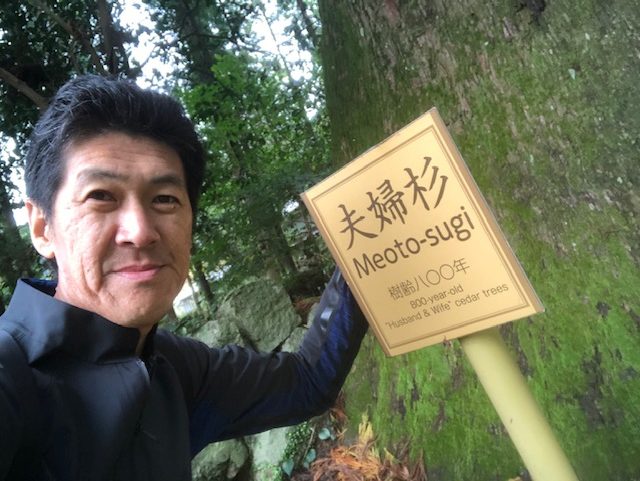 夫婦杉
Meoto-sugi
樹齢八〇〇年
800-year-old
"Husband & Wife" cedar trees